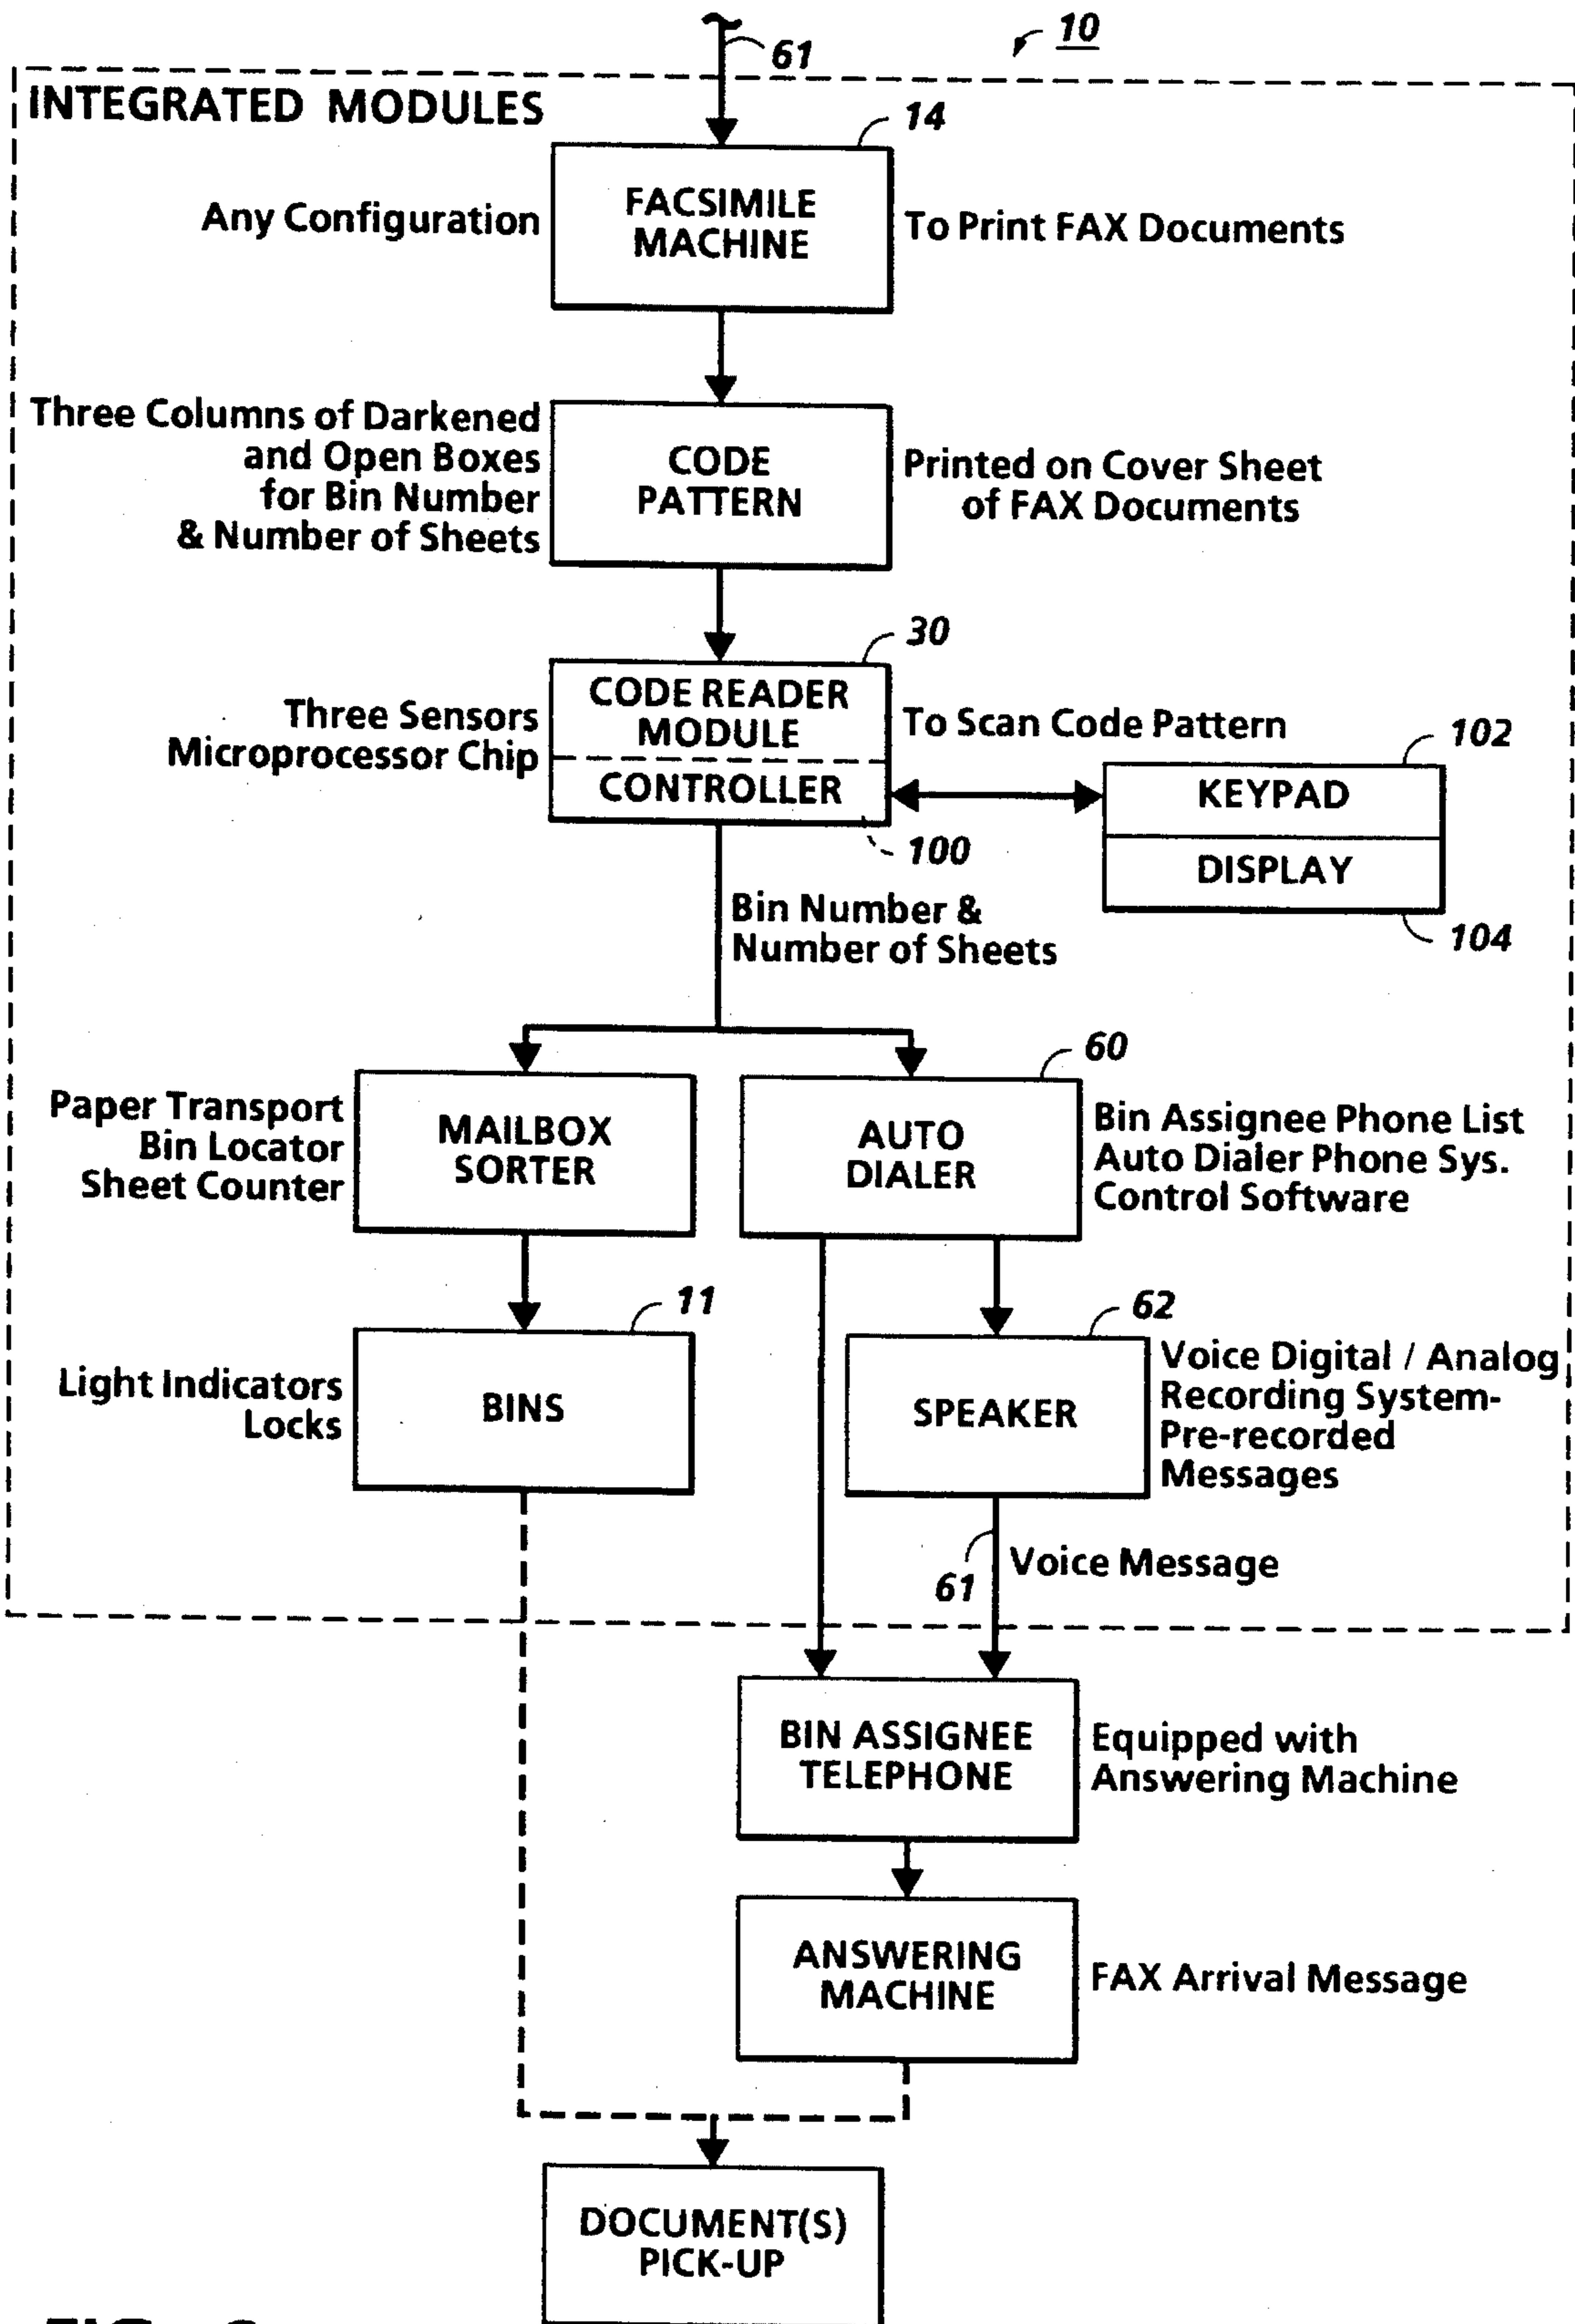 10
61
INTEGRATED MODULES
14
FACSIMILE
MACHINE
Any Configuration
To Print FAX Documents
Three Columns of Darkened
and Open Boxes
for Bin Number
& Number of Sheets
CODE
PATTERN
Printed on Cover Sheet
of FAX Documents
30
Three Sensors
Microprocessor Chip
CODE READER
MODULE
CONTROLLER
To Scan Code Pattern
100
102
KEYPAD
DISPLAY
104
Bin Number &
Number of Sheets
Paper Transport
Bin Locator
Sheet Counter
MAILBOX
SORTER
60
AUTO
DIALER
Bin Assignee Phone List
Auto Dialer Phone Sys.
Control Software
11
Light Indicators
Locks
BINS
62
SPEAKER
Voice Digital / Analog
Recording System-
Pre-recorded
Messages
61
Voice Message
BIN ASSIGNEE
TELEPHONE
Equipped with
Answering Machine
ANSWERING
MACHINE
FAX Arrival Message
DOCUMENT(S)
PICK-UP